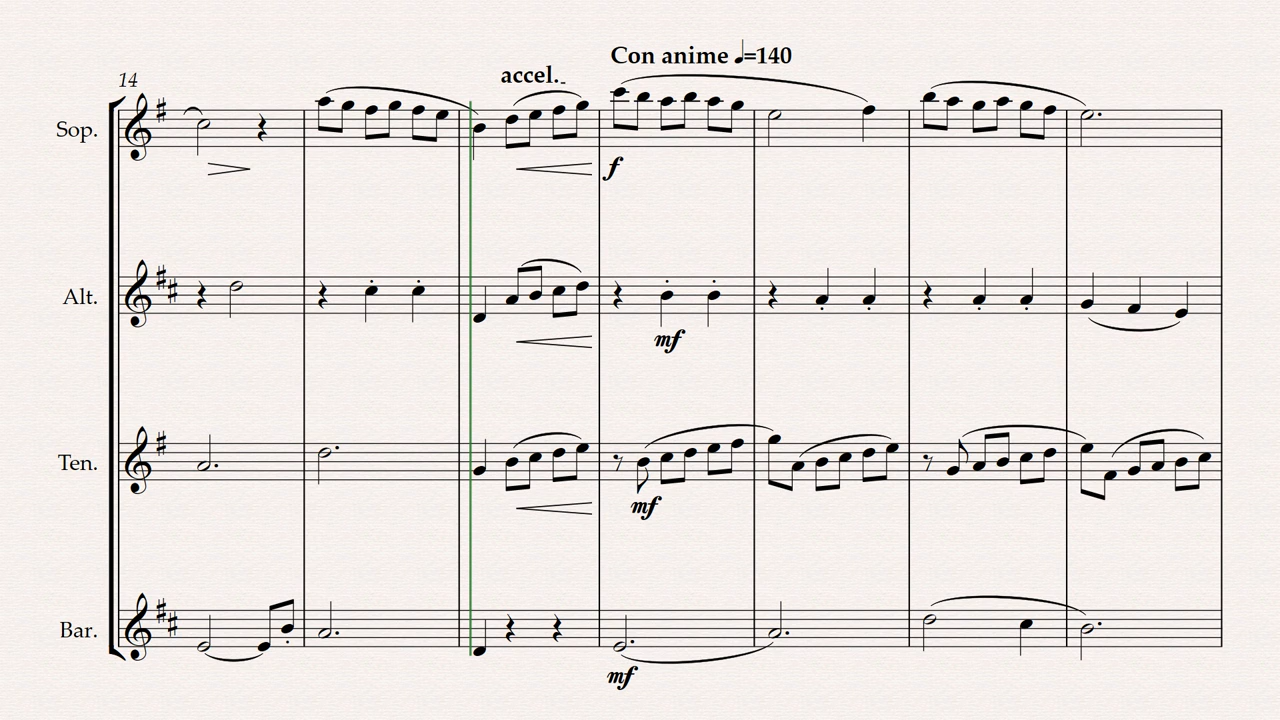 Con anime ♩=140
14
accel._
Sop.
f
Alt.
mf
Ten.
mf
Bar.
mf